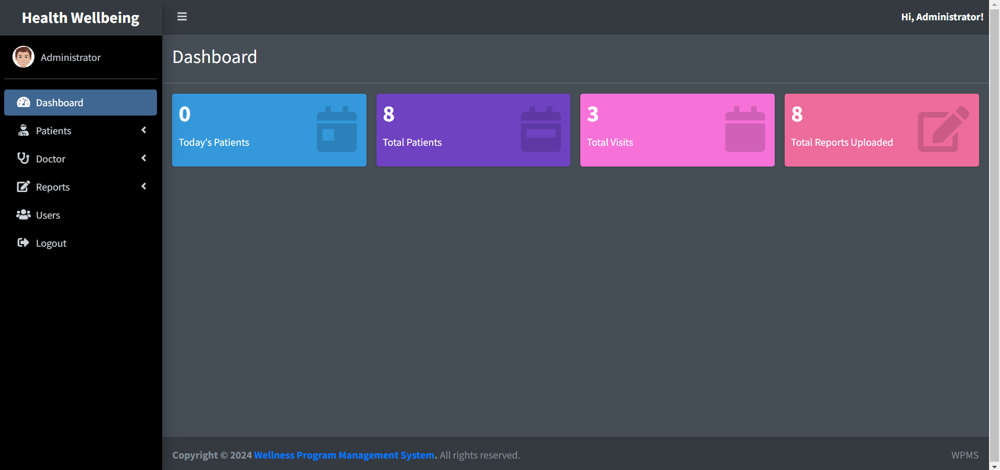 Health Wellbeing
Hi, Administrator!
Administrator
Dashboard
Patients
Doctor
Reports
Users
Logout
Dashboard
0
Today's Patients
8
Total Patients
3
Total Visits
8
Total Reports Uploaded
Copyright © 2024 Wellness Program Management System. All rights reserved.
WPMS